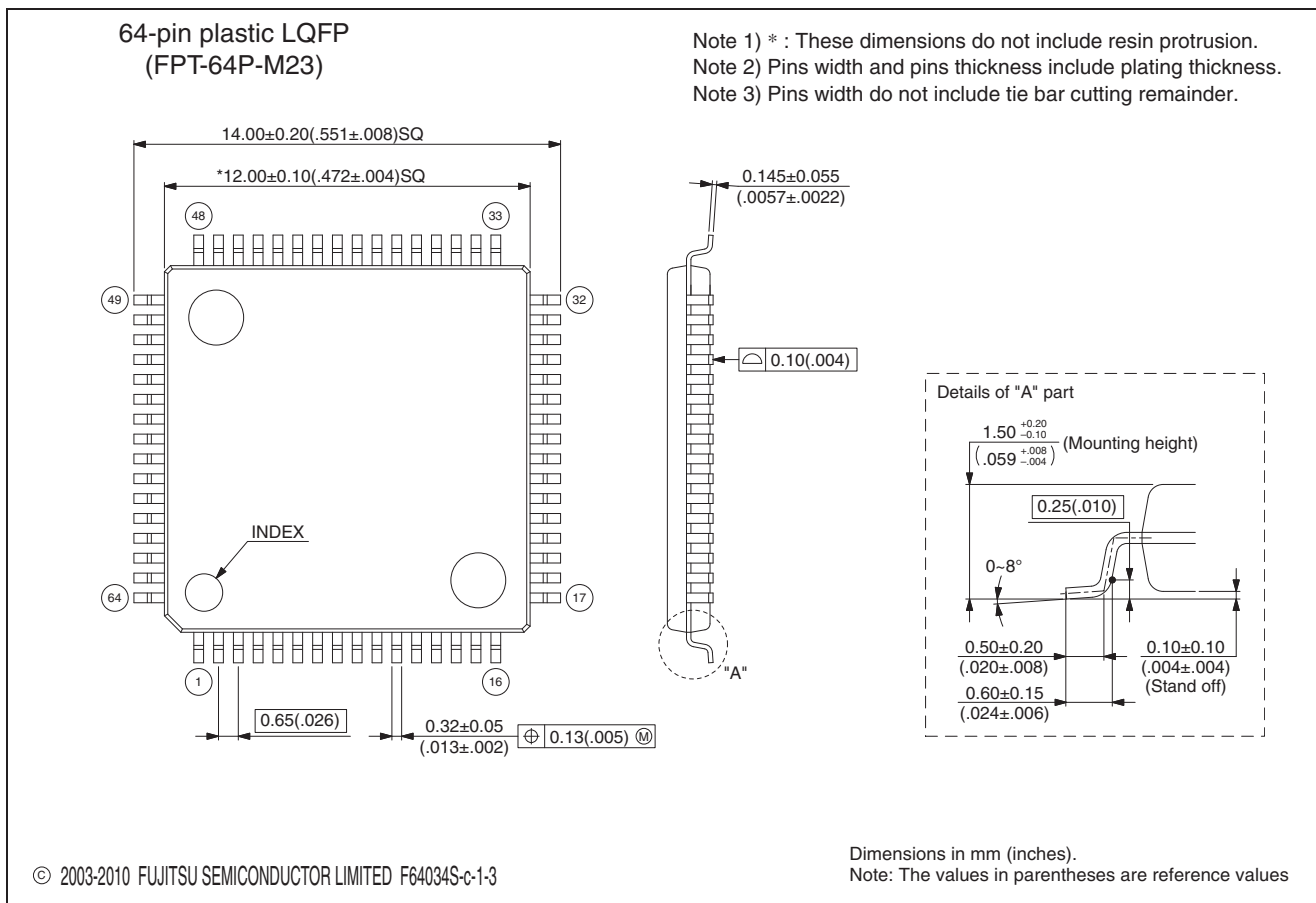 64-pin plastic LQFP
(FPT-64P-M23)
Note 1) * : These dimensions do not include resin protrusion.
Note 2) Pins width and pins thickness include plating thickness.
Note 3) Pins width do not include tie bar cutting remainder.
14.00±0.20(.551±.008)SQ
*12.00±0.10(.472±.004)SQ
0.145±0.055
(.0057±.0022)
48
33
49
32
0.10(.004)
Details of "A" part
1.50 +0.20 −0.10
(.059 +.008 −.004)
(Mounting height)
0.25(.010)
INDEX
0~8°
64
17
0.50±0.20
(.020±.008)
0.10±0.10
(.004±.004)
(Stand off)
0.60±0.15
(.024±.006)
1
16
"A"
0.65(.026)
0.32±0.05
(.013±.002)
⌖ 0.13(.005) Ⓜ
© 2003-2010 FUJITSU SEMICONDUCTOR LIMITED F64034S-c-1-3
Dimensions in mm (inches).
Note: The values in parentheses are reference values